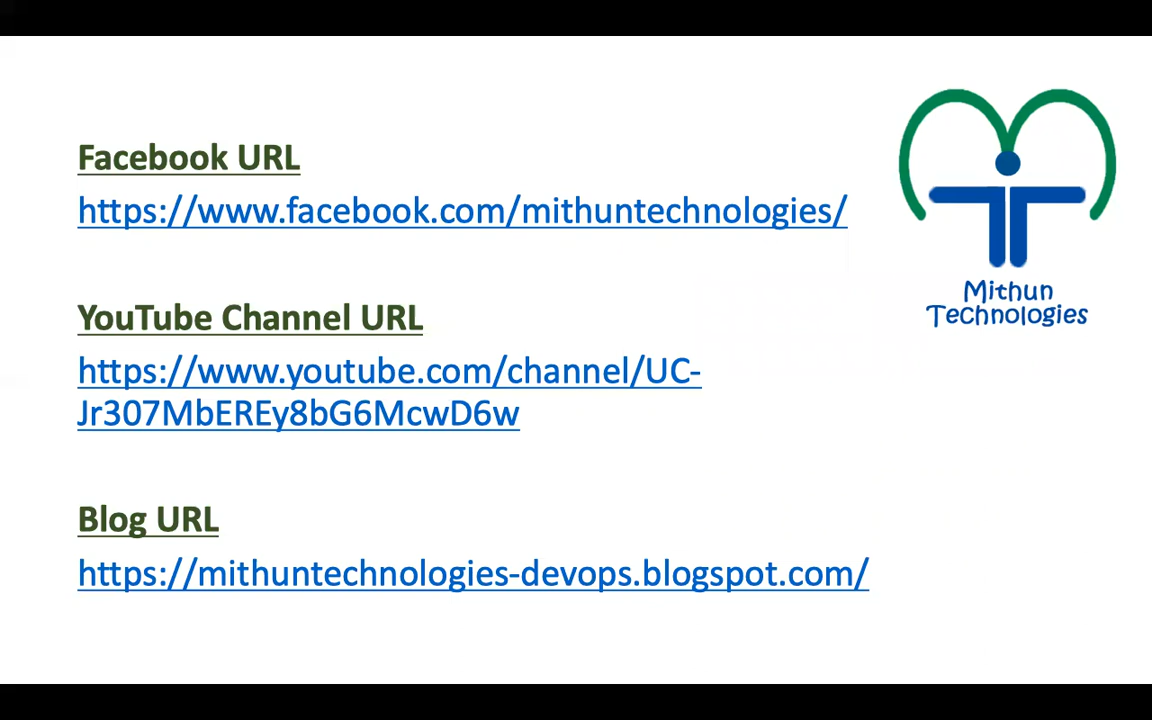 Facebook URL
https://www.facebook.com/mithuntechnologies/
Mithun
Technologies
YouTube Channel URL
https://www.youtube.com/channel/UC-
Jr307MbEREy8bG6McwD6w
Blog URL
https://mithuntechnologies-devops.blogspot.com/